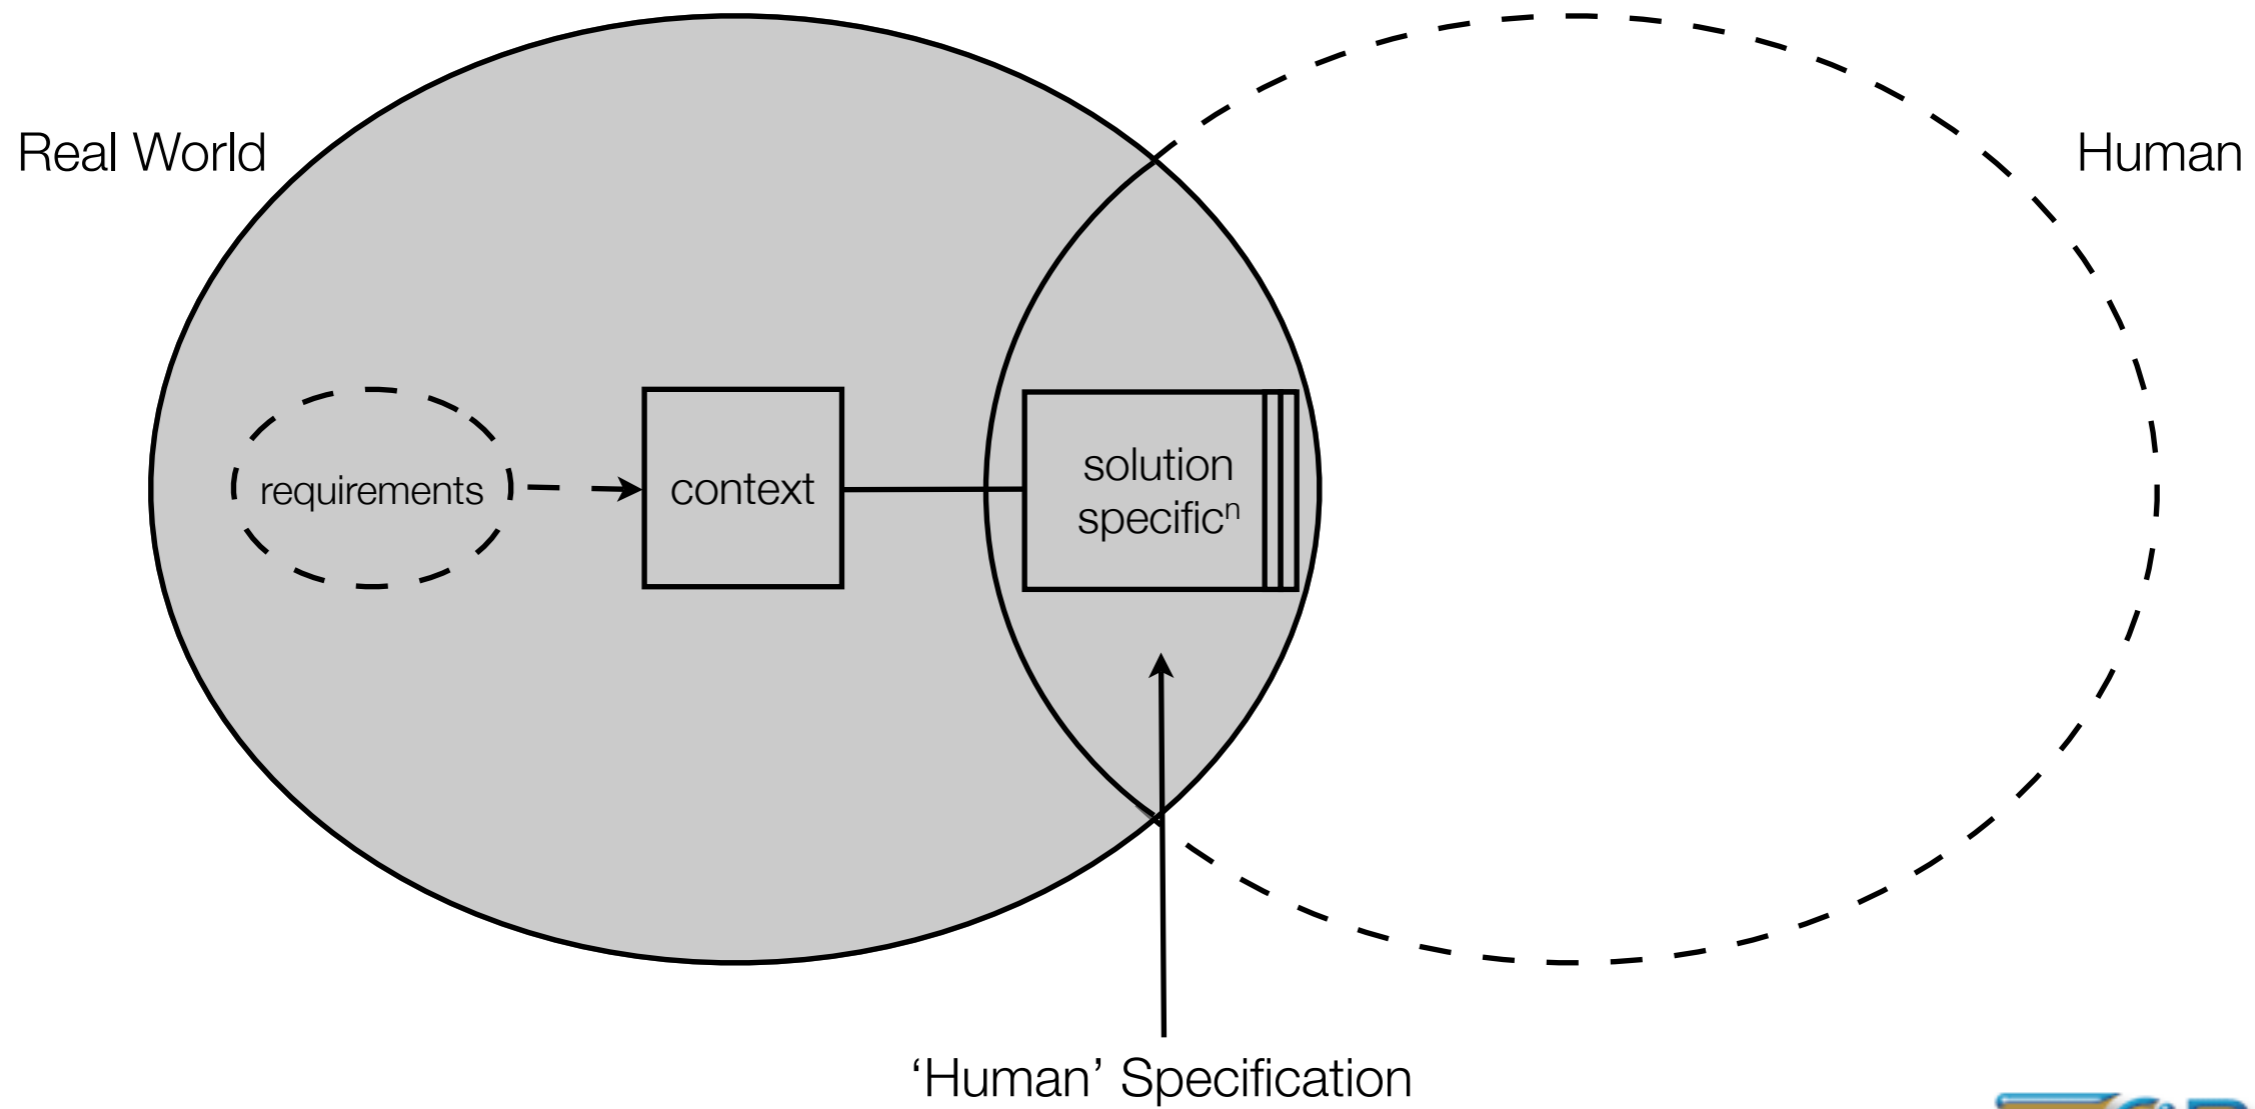 Real World
Human
requirements
context
solution
specificⁿ
‘Human’ Specification